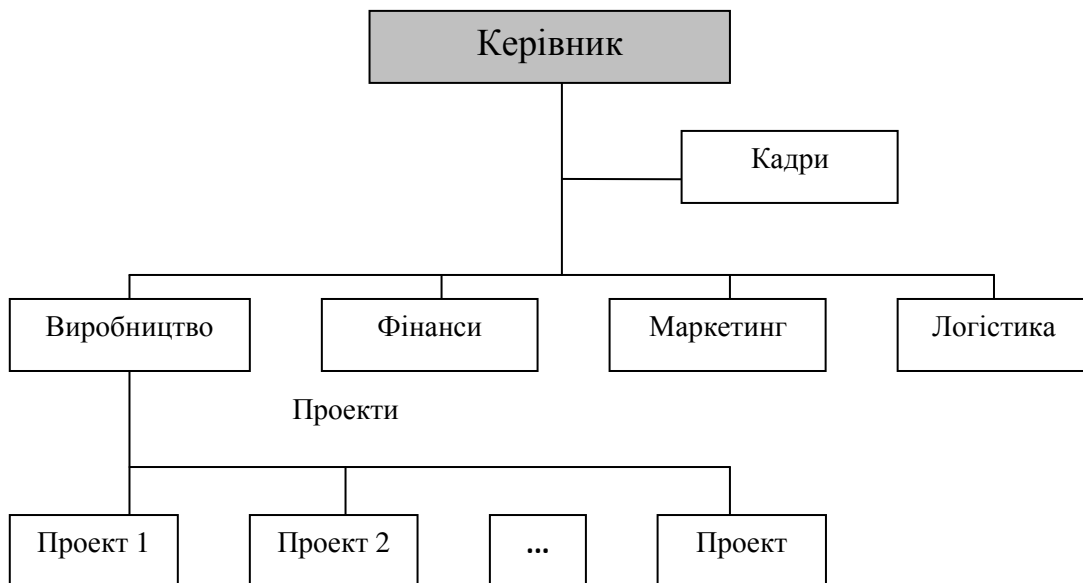 Керівник
Кадри
Виробництво
Фінанси
Маркетинг
Логістика
Проекти
Проект 1
Проект 2
...
Проект